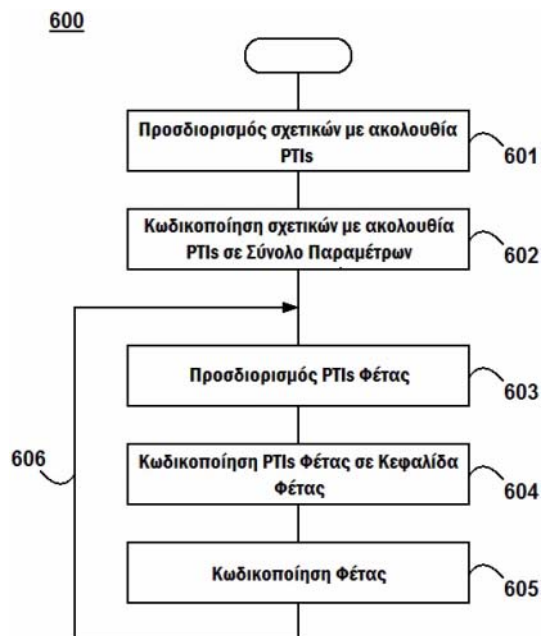 600
Προσδιορισμός σχετικών με ακολουθία
PTIs
601
Κωδικοποίηση σχετικών με ακολουθία
PTIs σε Σύνολο Παραμέτρων
602
Προσδιορισμός PTIs Φέτας
603
606
Κωδικοποίηση PTIs Φέτας σε Κεφαλίδα
Φέτας
604
Κωδικοποίηση Φέτας
605